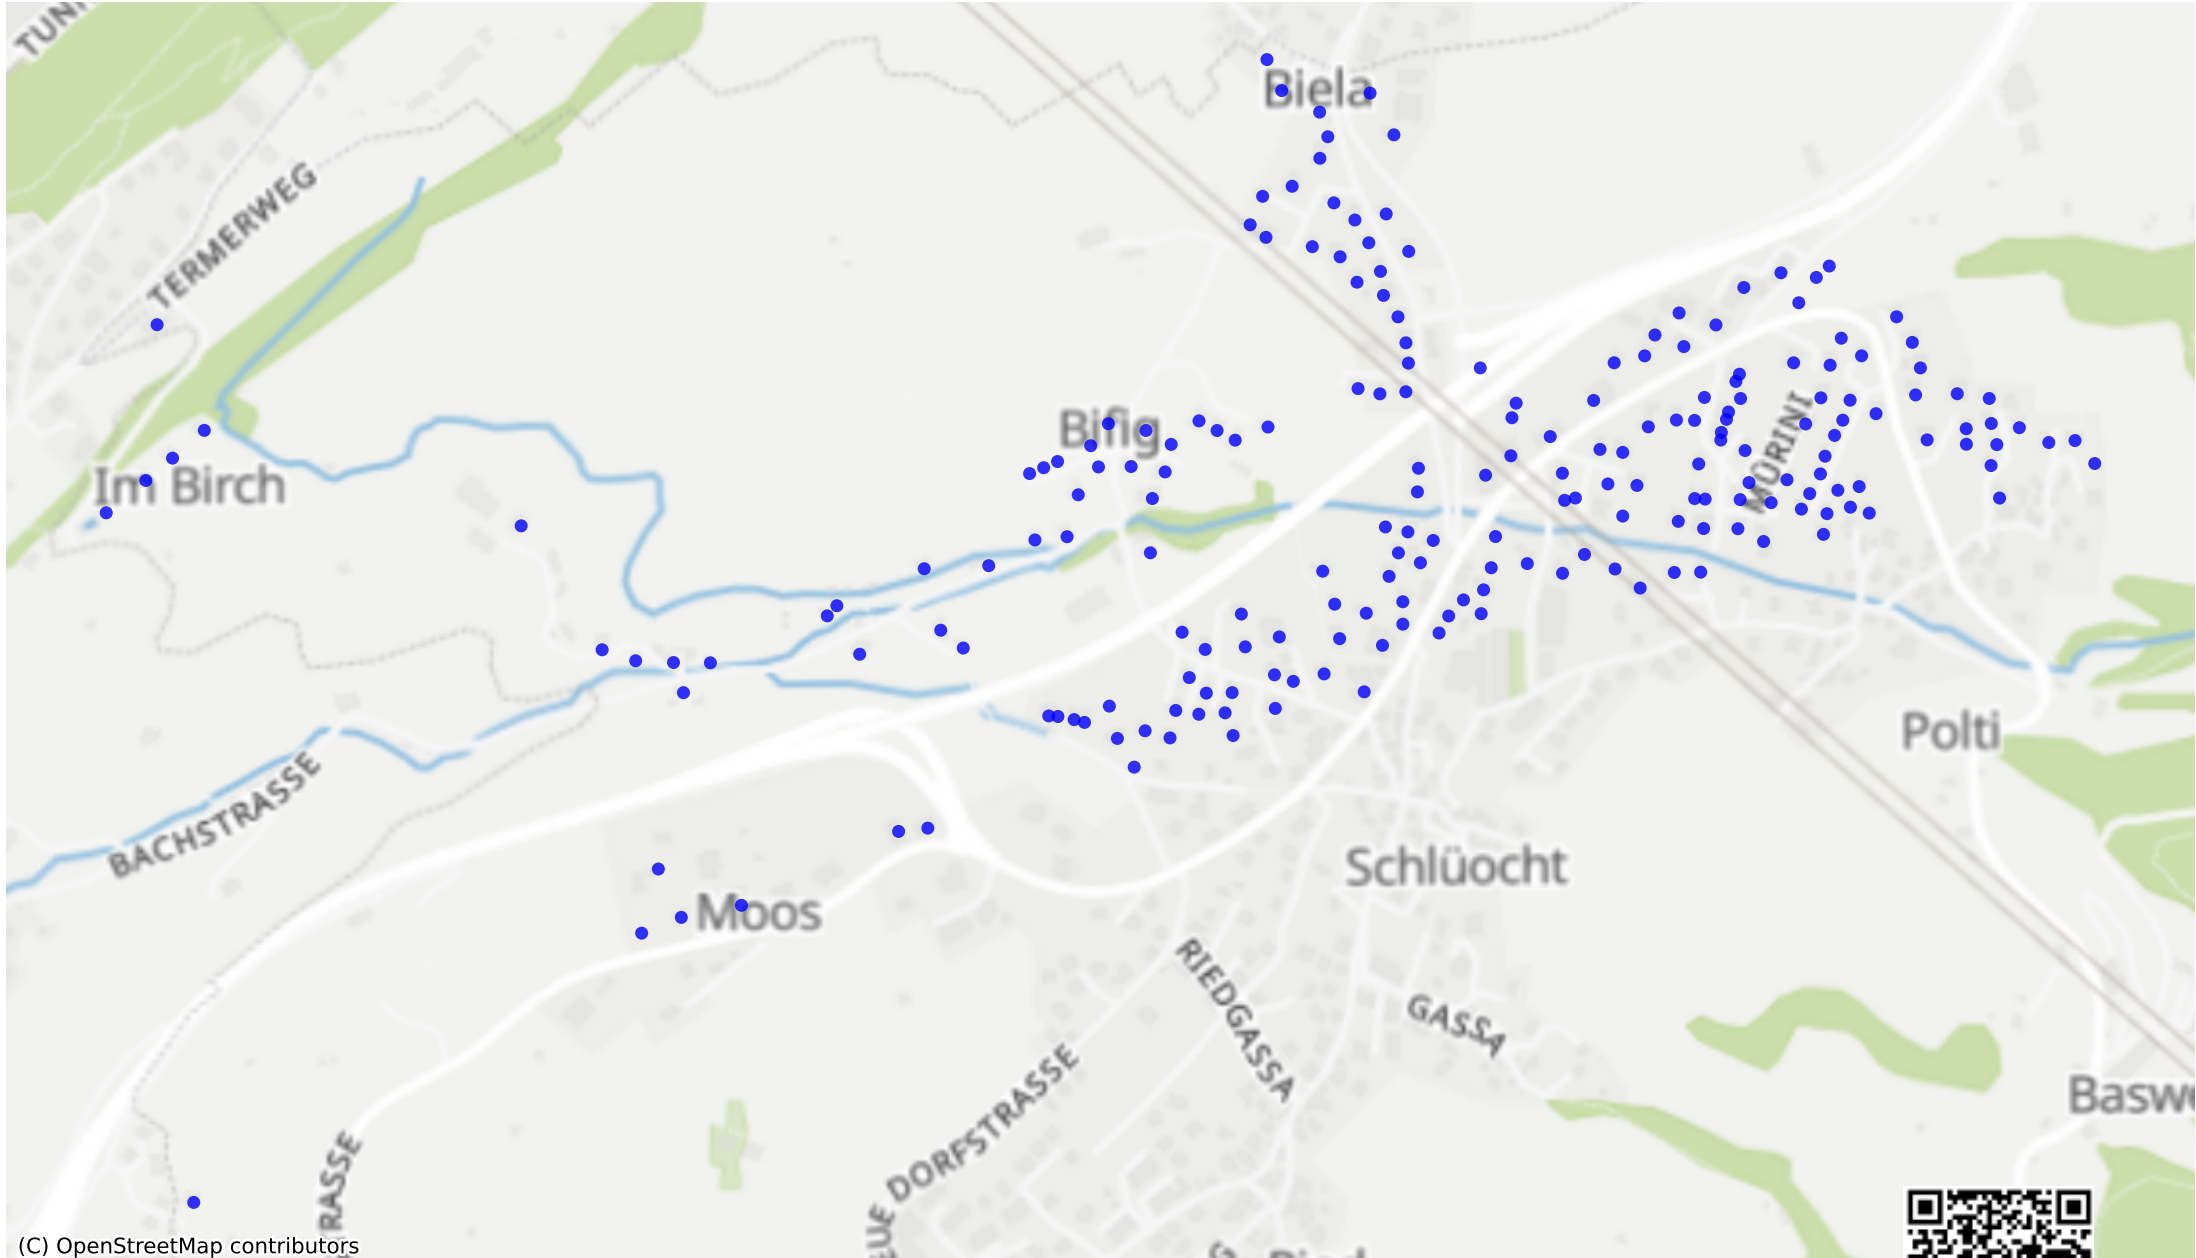 Biela
TERMERWEG
Bifig
MÜRINI
Im Birch
Polti
BACHSTRASSE
Schlüocht
Moos
RIEDGASSA
GASSA
DORFSTRASSE
(C) OpenStreetMap contributors